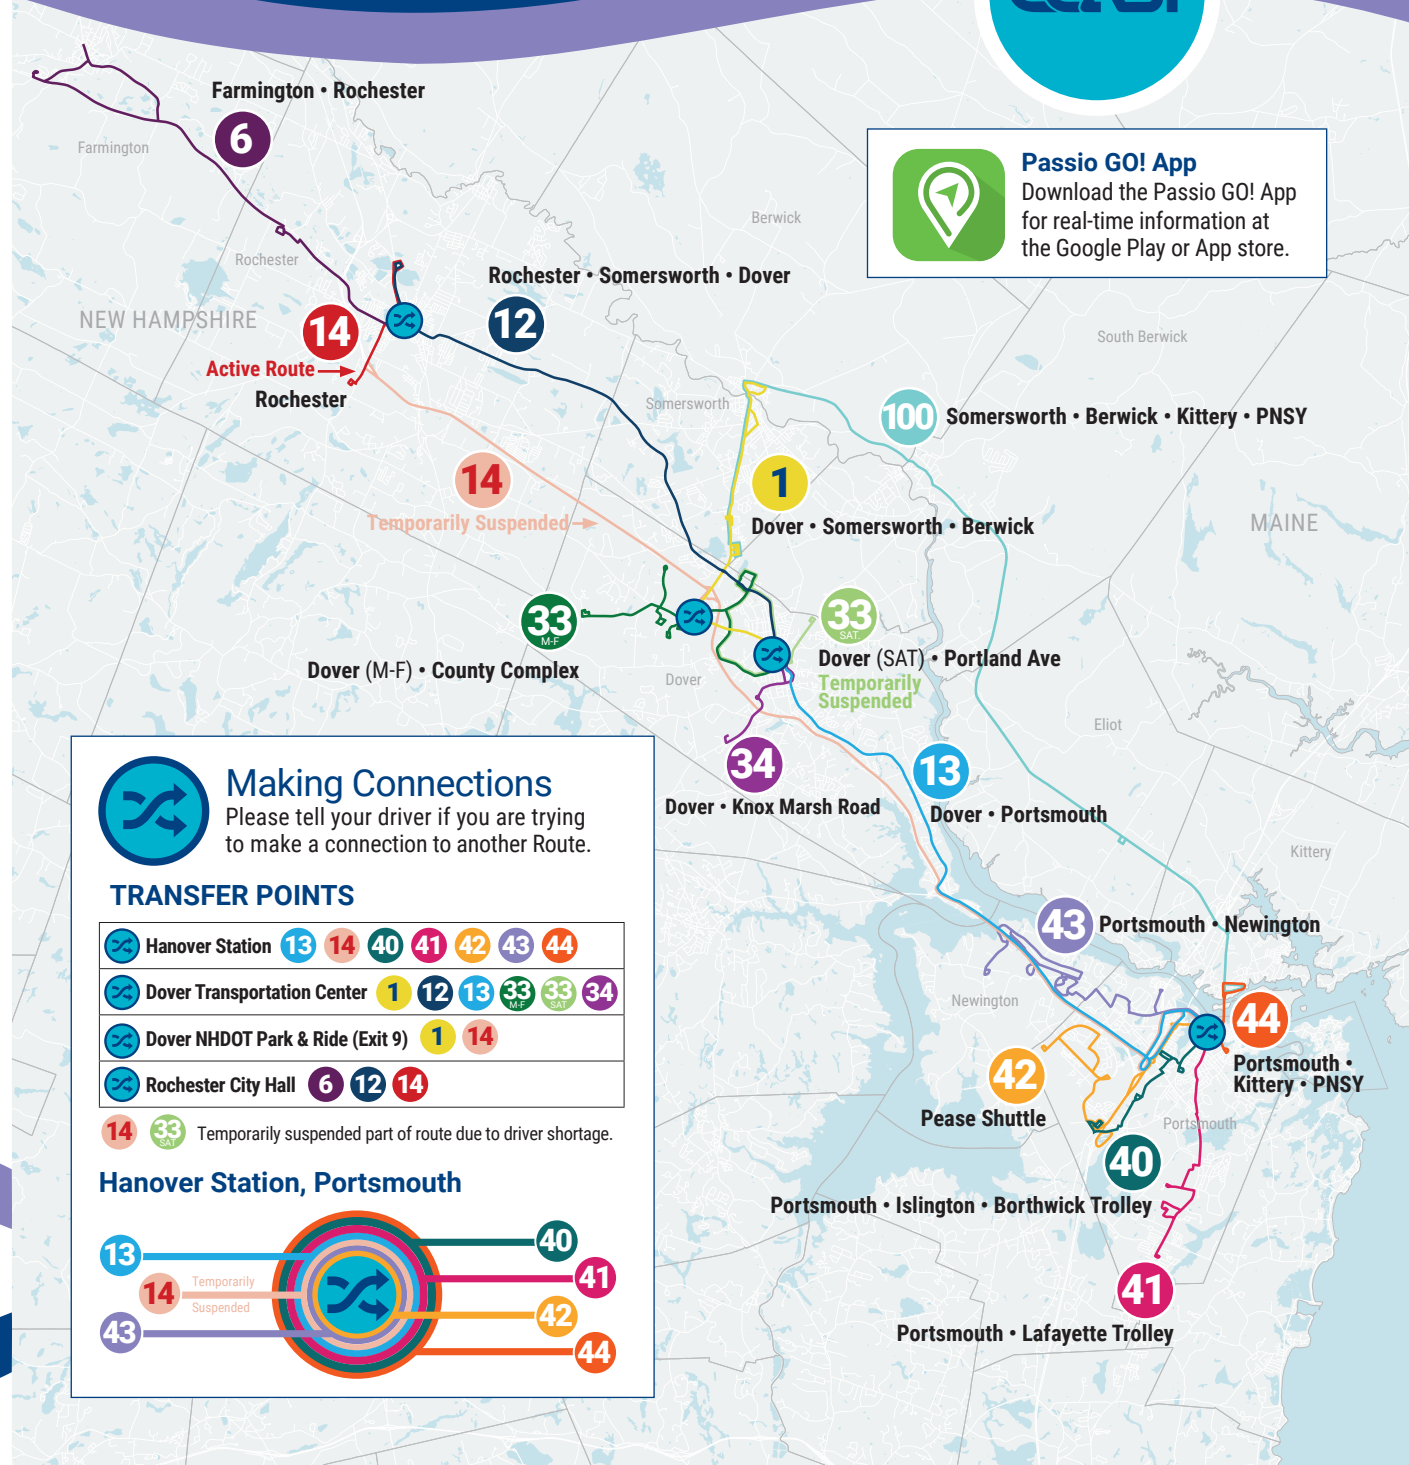 Farmington • Rochester
6
Farmington
Passio GO! App
Download the Passio GO! App
for real-time information at
the Google Play or App store.
Berwick
Rochester
Rochester • Somersworth • Dover
12
NEW HAMPSHIRE
14
Active Route
Rochester
South Berwick
Somersworth
100 Somersworth • Berwick • Kittery • PNSY
14
Temporarily Suspended
1
Dover • Somersworth • Berwick
MAINE
33
M-F
Dover (M-F) • County Complex
33
SAT.
Dover (SAT) • Portland Ave
Temporarily
Suspended
Dover
Eliot
34
Dover • Knox Marsh Road
13
Dover • Portsmouth
Kittery
43 Portsmouth • Newington
Newington
44
Portsmouth •
Kittery • PNSY
42
Pease Shuttle
Portsmouth
40
Portsmouth • Islington • Borthwick Trolley
41
Portsmouth • Lafayette Trolley
Making Connections
Please tell your driver if you are trying
to make a connection to another Route.
TRANSFER POINTS
Hanover Station 13 14 40 41 42 43 44
Dover Transportation Center 1 12 13 33 M-F 33 SAT 34
Dover NHDOT Park & Ride (Exit 9) 1 14
Rochester City Hall 6 12 14
14 33 SAT Temporarily suspended part of route due to driver shortage.
Hanover Station, Portsmouth
13
14 Temporarily
Suspended
43
40
41
42
44